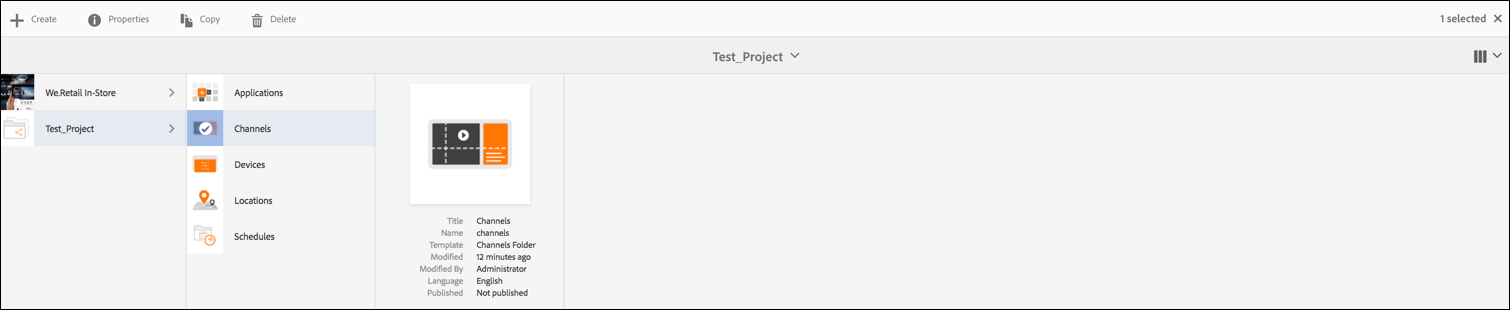 Create Properties Copy Delete 1 selected
Test_Project
We.Retail In-Store
Test_Project
Applications
Channels
Devices
Locations
Schedules
Title Channels
Name channels
Template Channels Folder
Modified 12 minutes ago
Modified By Administrator
Language English
Published Not published